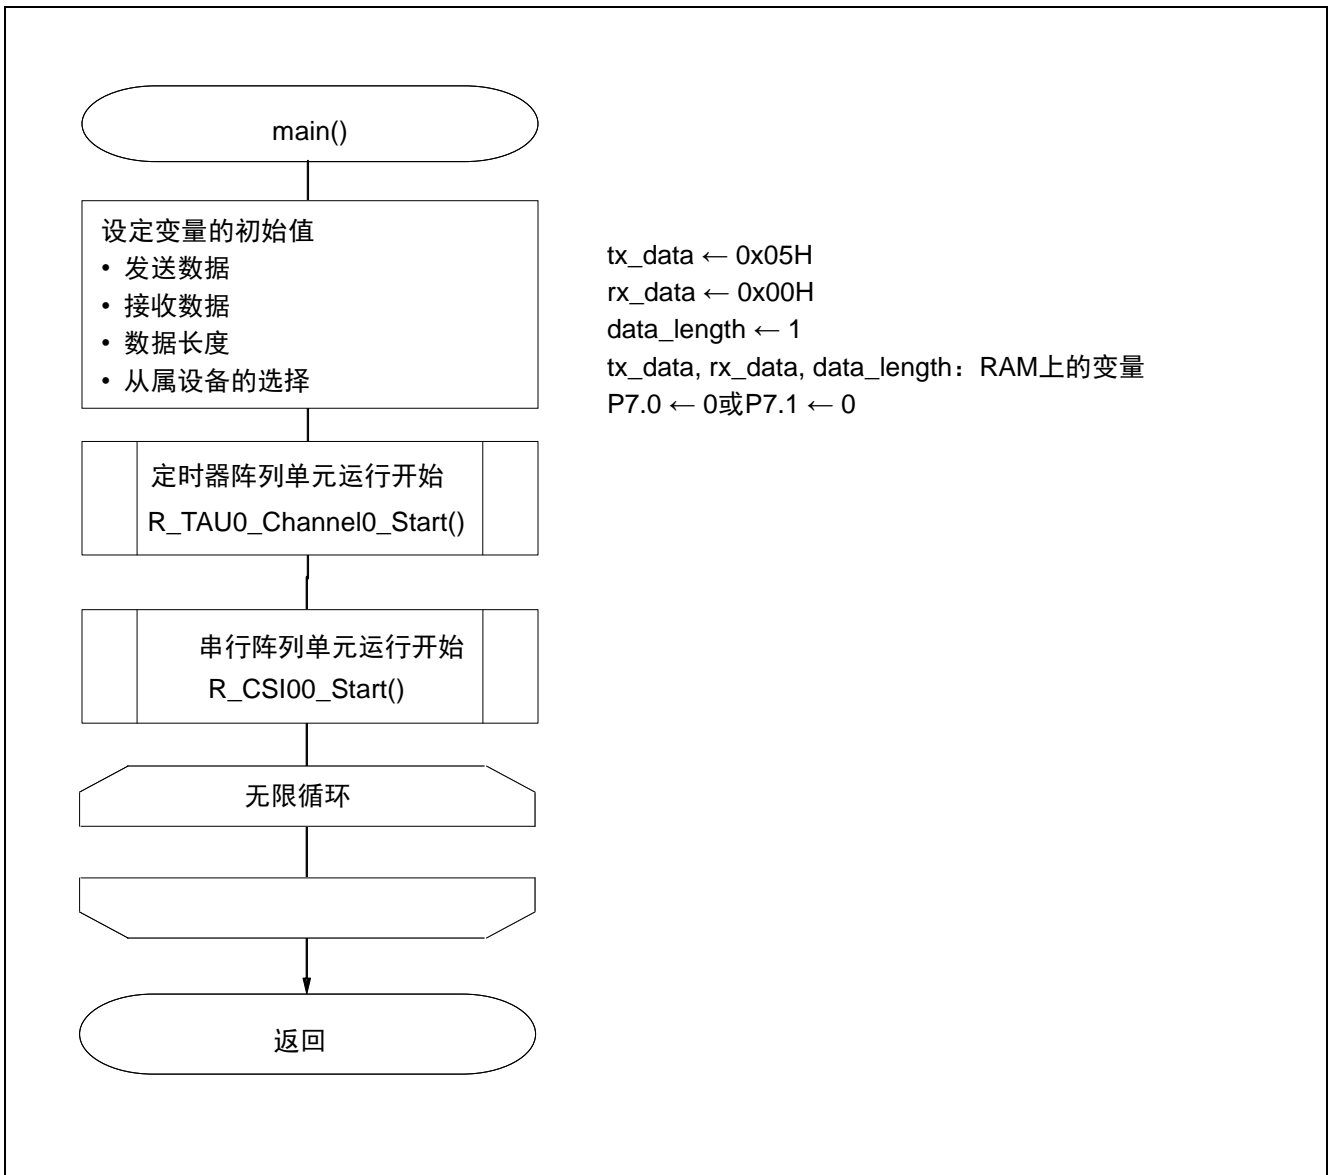 main()
设定变量的初始值
• 发送数据
• 接收数据
• 数据长度
• 从属设备的选择
tx_data ← 0x05H
rx_data ← 0x00H
data_length ← 1
tx_data, rx_data, data_length：RAM上的变量
P7.0 ← 0或P7.1 ← 0
定时器阵列单元运行开始
R_TAU0_Channel0_Start()
串行阵列单元运行开始
R_CSI00_Start()
无限循环
返回